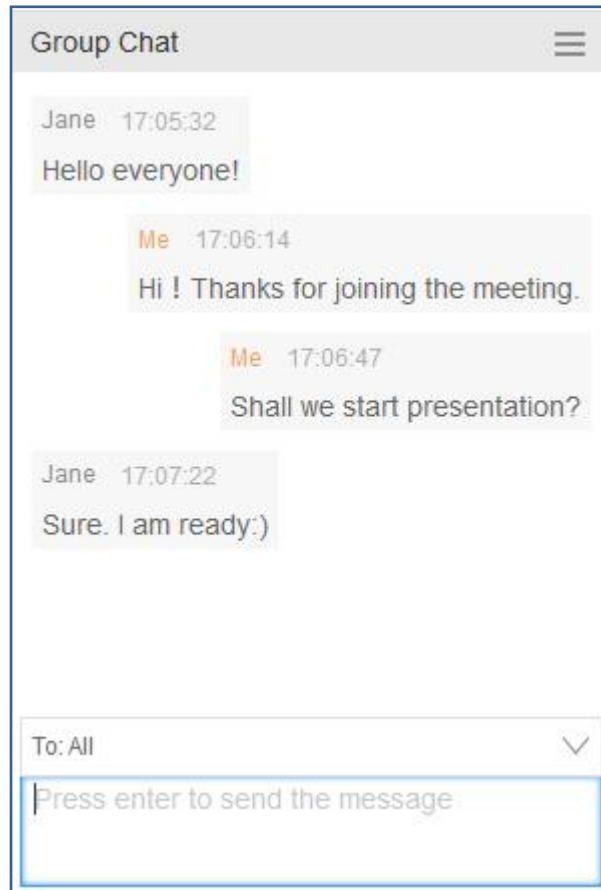 Group Chat
Jane 17:05:32
Hello everyone!
Me 17:06:14
Hi！Thanks for joining the meeting.
Me 17:06:47
Shall we start presentation?
Jane 17:07:22
Sure. I am ready:)
To: All
Press enter to send the message